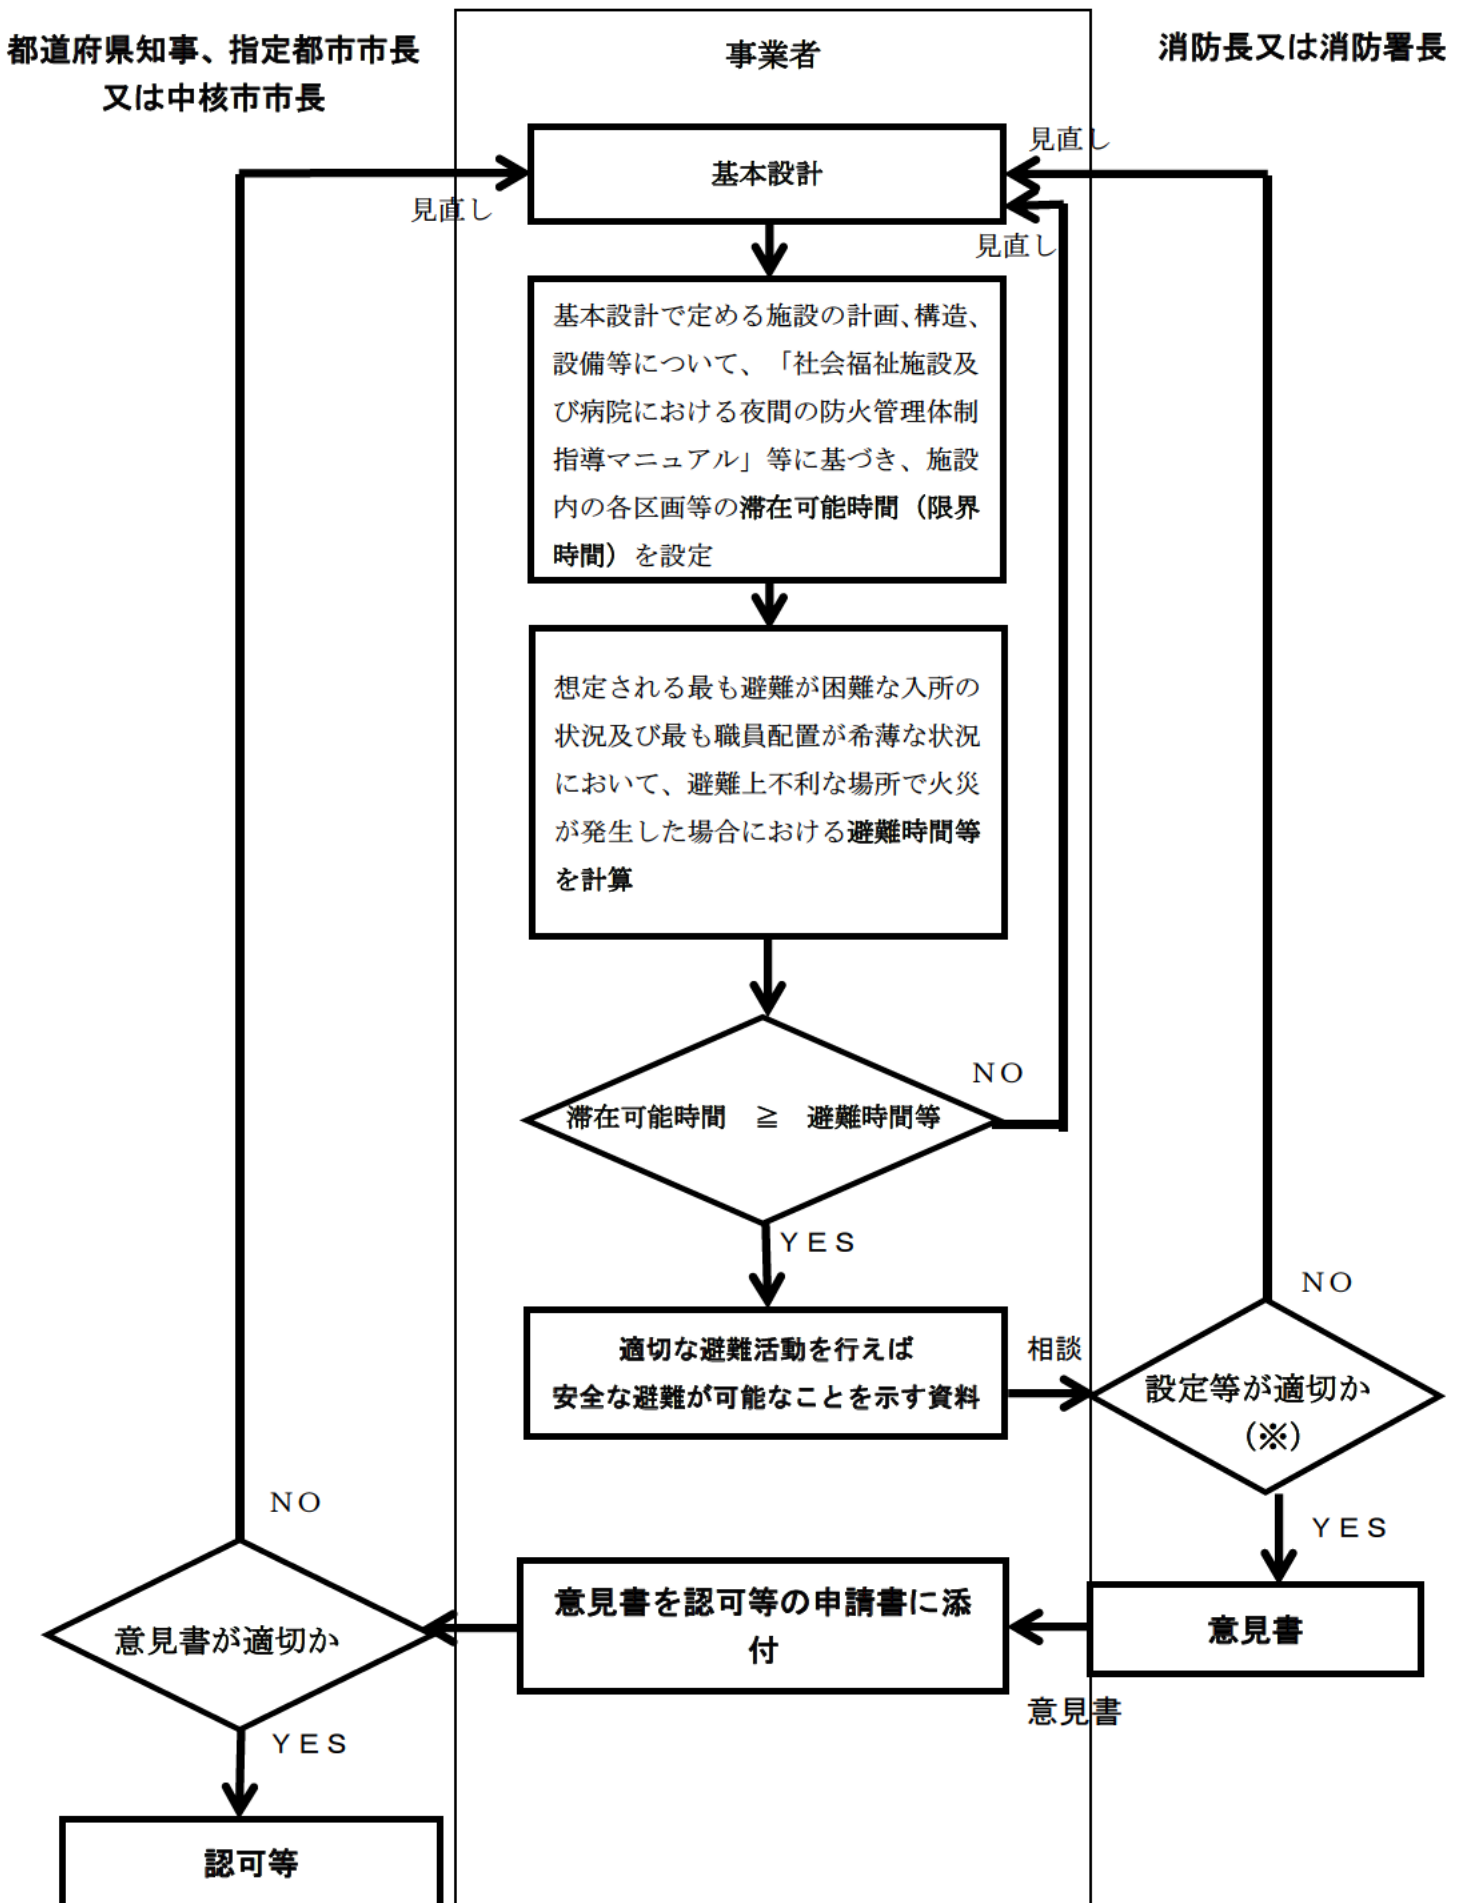 都道府県知事、指定都市市長
又は中核市市長
事業者
消防長又は消防署長
見直し
基本設計
見直し
見直し
基本設計で定める施設の計画、構造、
設備等について、「社会福祉施設及
び病院における夜間の防火管理体制
指導マニュアル」等に基づき、施設
内の各区画等の滞在可能時間（限界
時間）を設定
想定される最も避難が困難な入所の
状況及び最も職員配置が希薄な状況
において、避難上不利な場所で火災
が発生した場合における避難時間等
を計算
NO
滞在可能時間　≧　避難時間等
YES
NO
適切な避難活動を行えば
安全な避難が可能なことを示す資料
相談
設定等が適切か
（※）
NO
YES
意見書を認可等の申請書に添
付
意見書
意見書が適切か
意見書
YES
認可等